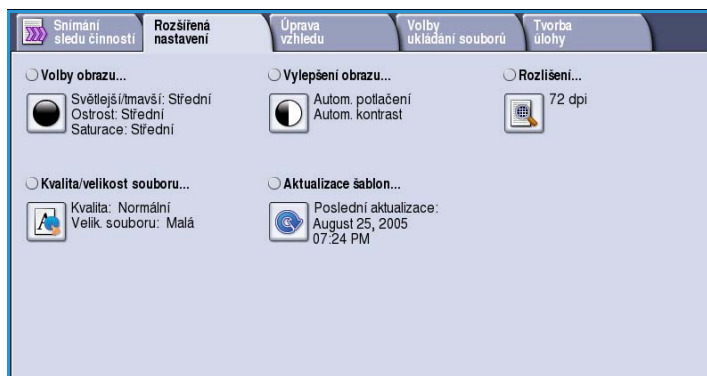 Snímání
sledu činností
Rozšířená
nastavení
Úprava
vzhledu
Volby
ukládání souborů
Tvorba
úlohy
Volby obrazu...
Světlejší/tmavší: Střední
Ostrost: Střední
Saturace: Střední
Vylepšení obrazu...
Autom. potlačení
Autom. kontrast
Rozlišení...
72 dpi
Kvalita/velikost souboru...
Kvalita: Normální
Velik. souboru: Malá
Aktualizace šablon...
Poslední aktualizace:
August 25, 2005
07:24 PM